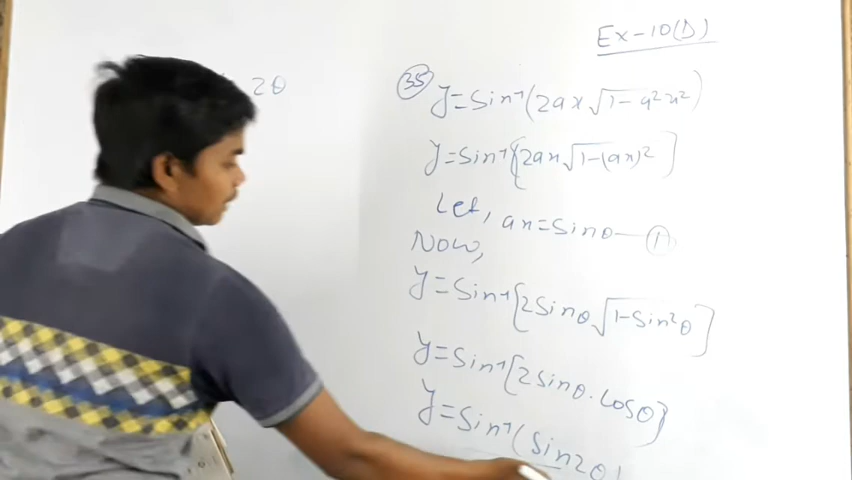 Ex-10(D)
2θ
(35) y=Sin⁻¹(2ax√1-a²x²)
y=Sin⁻¹[2ax√1-(ax)²]
Let, ax=Sinθ—①
Now,
y=Sin⁻¹[2Sinθ√1-Sin²θ]
y=Sin⁻¹[2Sinθ.Cosθ]
y=Sin⁻¹(Sin2θ)